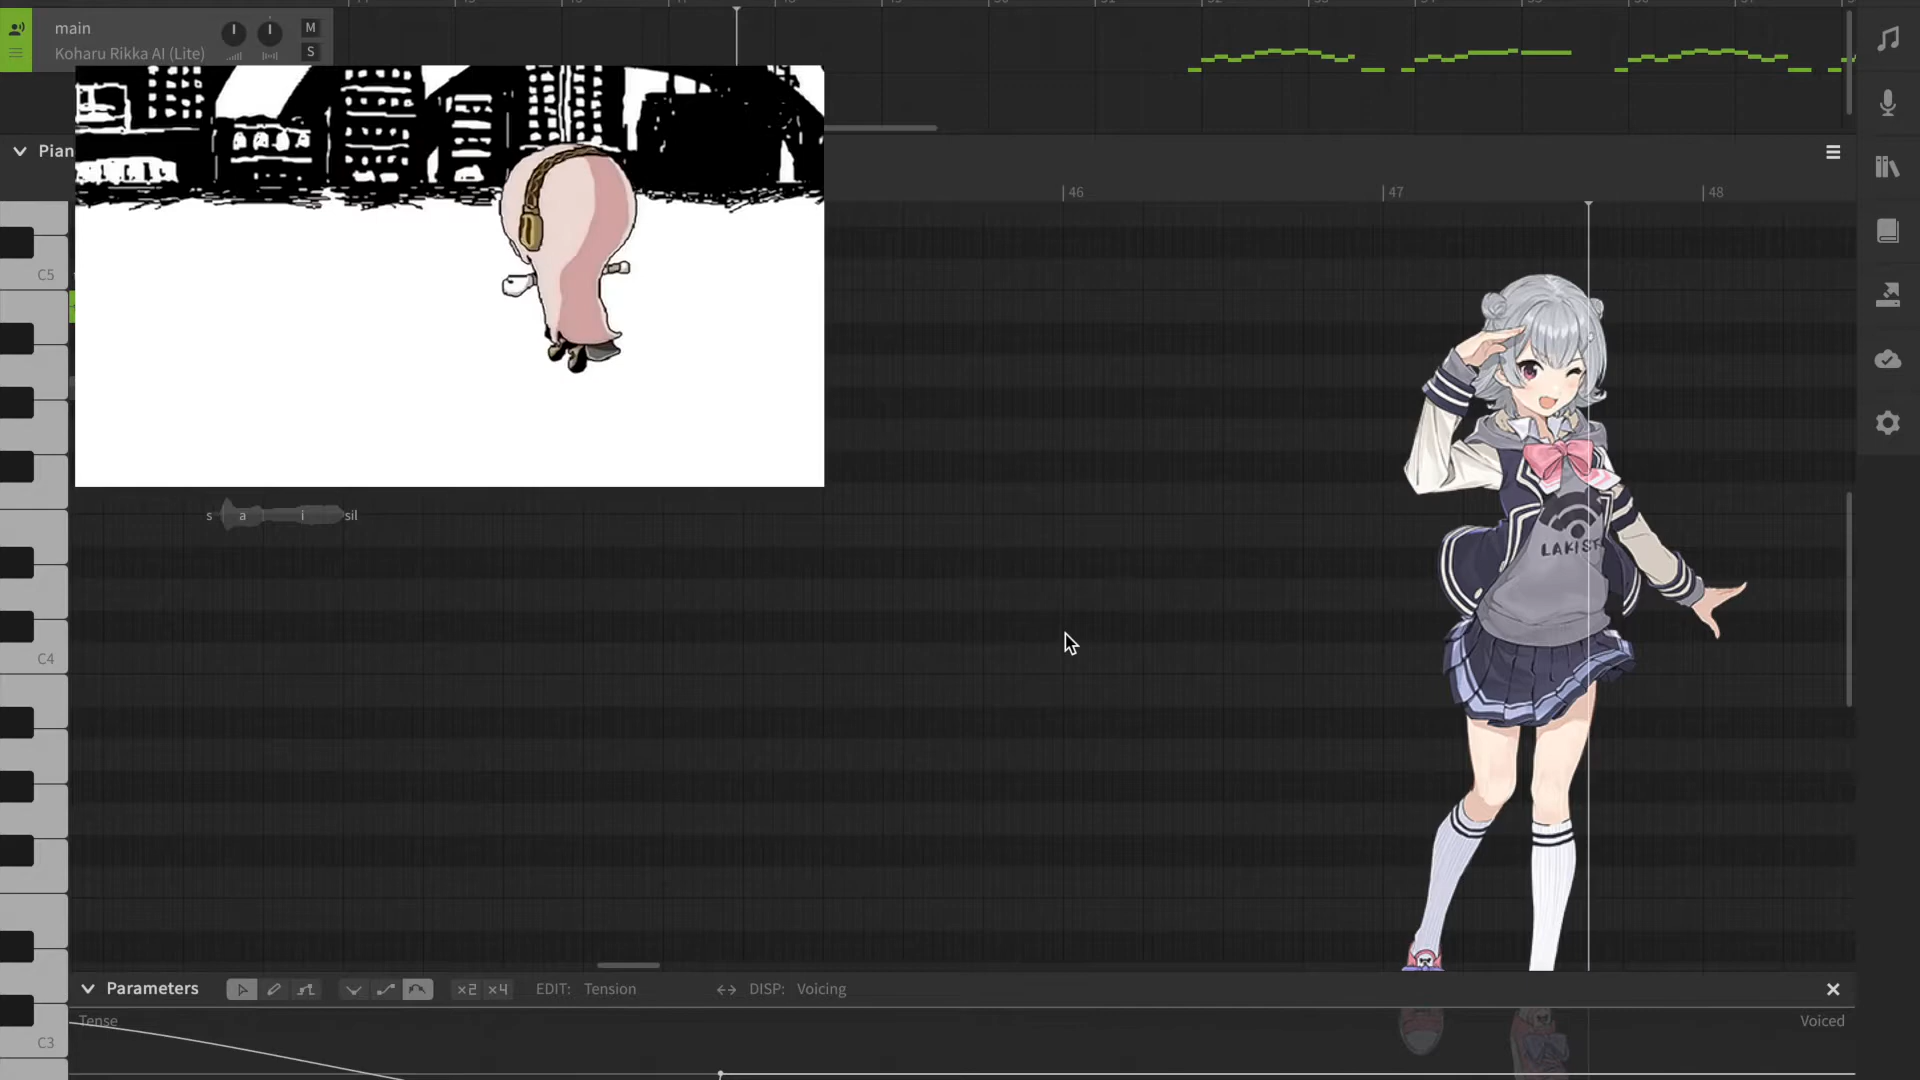 main
M
Koharu Rikka AI (Lite)
S
Pian
46
47
48
C5
s a i sil
LAKIST
C4
Parameters
×2 ×4
EDIT: Tension
DISP: Voicing
Tense
Voiced
C3